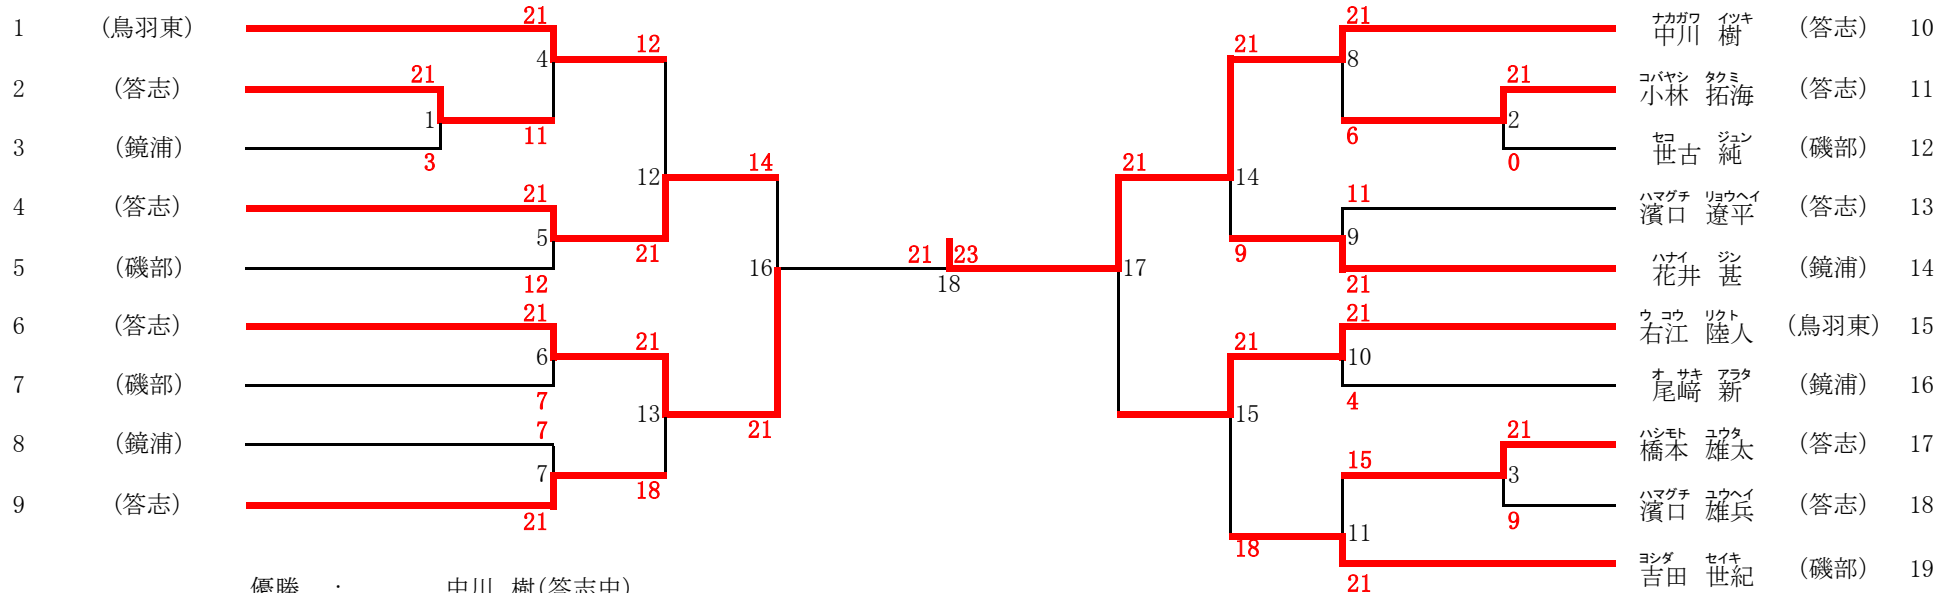 1 (鳥羽東) 21 21 ナカガワ イツキ 中川 樹 (答志) 10
12 21
4 8
2 (答志) 21 21 コバヤシ タクミ 小林 拓海 (答志) 11
1 2
11 6
3 (鏡浦) 3 0 セコ ジュン 世古 純 (磯部) 12
14 21
12 14
4 (答志) 21 11 ハマグチ リョウヘイ 濱口 遼平 (答志) 13
5 9
21 21 23 9
5 (磯部) 12 16 18 17 21 ハナイ ジン 花井 甚 (鏡浦) 14
6 (答志) 21 21 ウ コウ リクト 右江 陸人 (鳥羽東) 15
21 21
6 10
7 (磯部) 7 4 オ サキ アラタ 尾﨑 新 (鏡浦) 16
13 15
21
8 (鏡浦) 7 21 ハシモト ユウタ 橋本 雄太 (答志) 17
15
7 3
18
9 (答志) 21 9 ハマグチ ユウヘイ 濱口 雄兵 (答志) 18
11
18
21 ヨシダ セイキ 吉田 世紀 (磯部) 19
優勝 : 中川 樹(答志中)